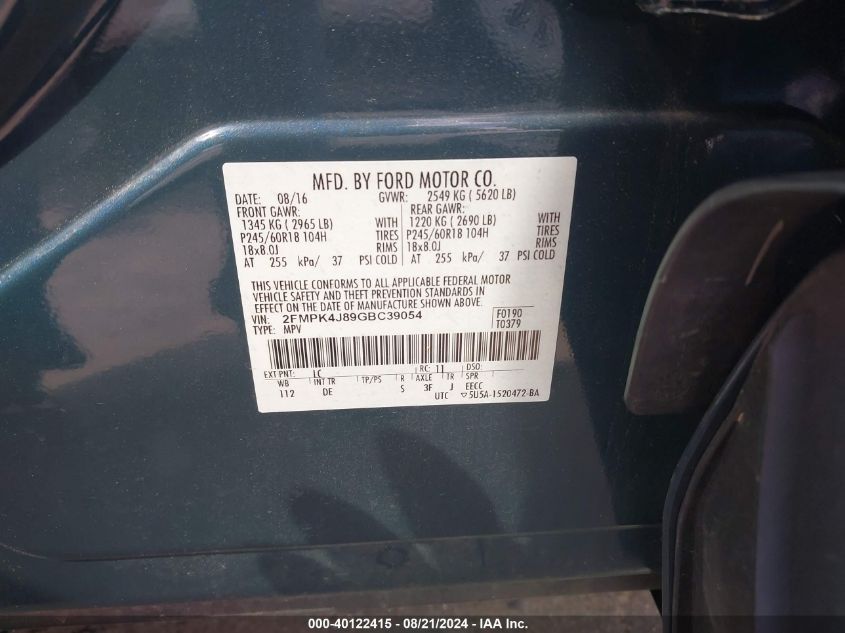 MFD. BY FORD MOTOR CO.
DATE: 08/16 GVWR: 2549 KG ( 5620 LB)
FRONT GAWR: REAR GAWR:
1345 KG ( 2965 LB) WITH 1220 KG ( 2690 LB) WITH
P245/60R18 104H TIRES P245/60R18 104H TIRES
18x8.0J RIMS 18x8.0J RIMS
AT 255 kPa/ 37 PSI COLD AT 255 kPa/ 37 PSI COLD
THIS VEHICLE CONFORMS TO ALL APPLICABLE FEDERAL MOTOR
VEHICLE SAFETY AND THEFT PREVENTION STANDARDS IN
EFFECT ON THE DATE OF MANUFACTURE SHOWN ABOVE.
VIN: 2FMPK4J89GBC39054 F0190
TYPE: MPV T0379
EXT PNT: LC RC: 11 DSO:
WB INT TR TP/PS R AXLE TR SPR
112 DE S 3F J EECC
UTC ▽5U5A-1520472-BA
000-40122415 - 08/21/2024 - IAA Inc.